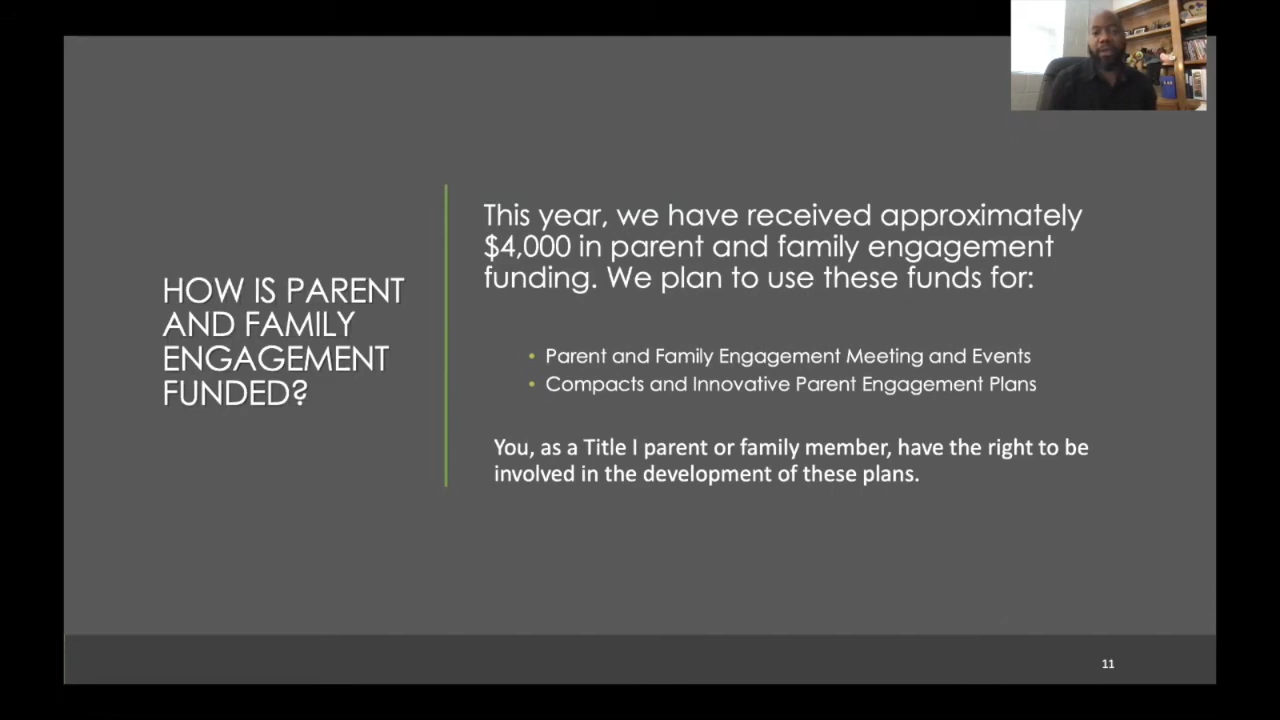 HOW IS PARENT
AND FAMILY
ENGAGEMENT
FUNDED?
This year, we have received approximately
$4,000 in parent and family engagement
funding. We plan to use these funds for:
• Parent and Family Engagement Meeting and Events
• Compacts and Innovative Parent Engagement Plans
You, as a Title I parent or family member, have the right to be
involved in the development of these plans.
11